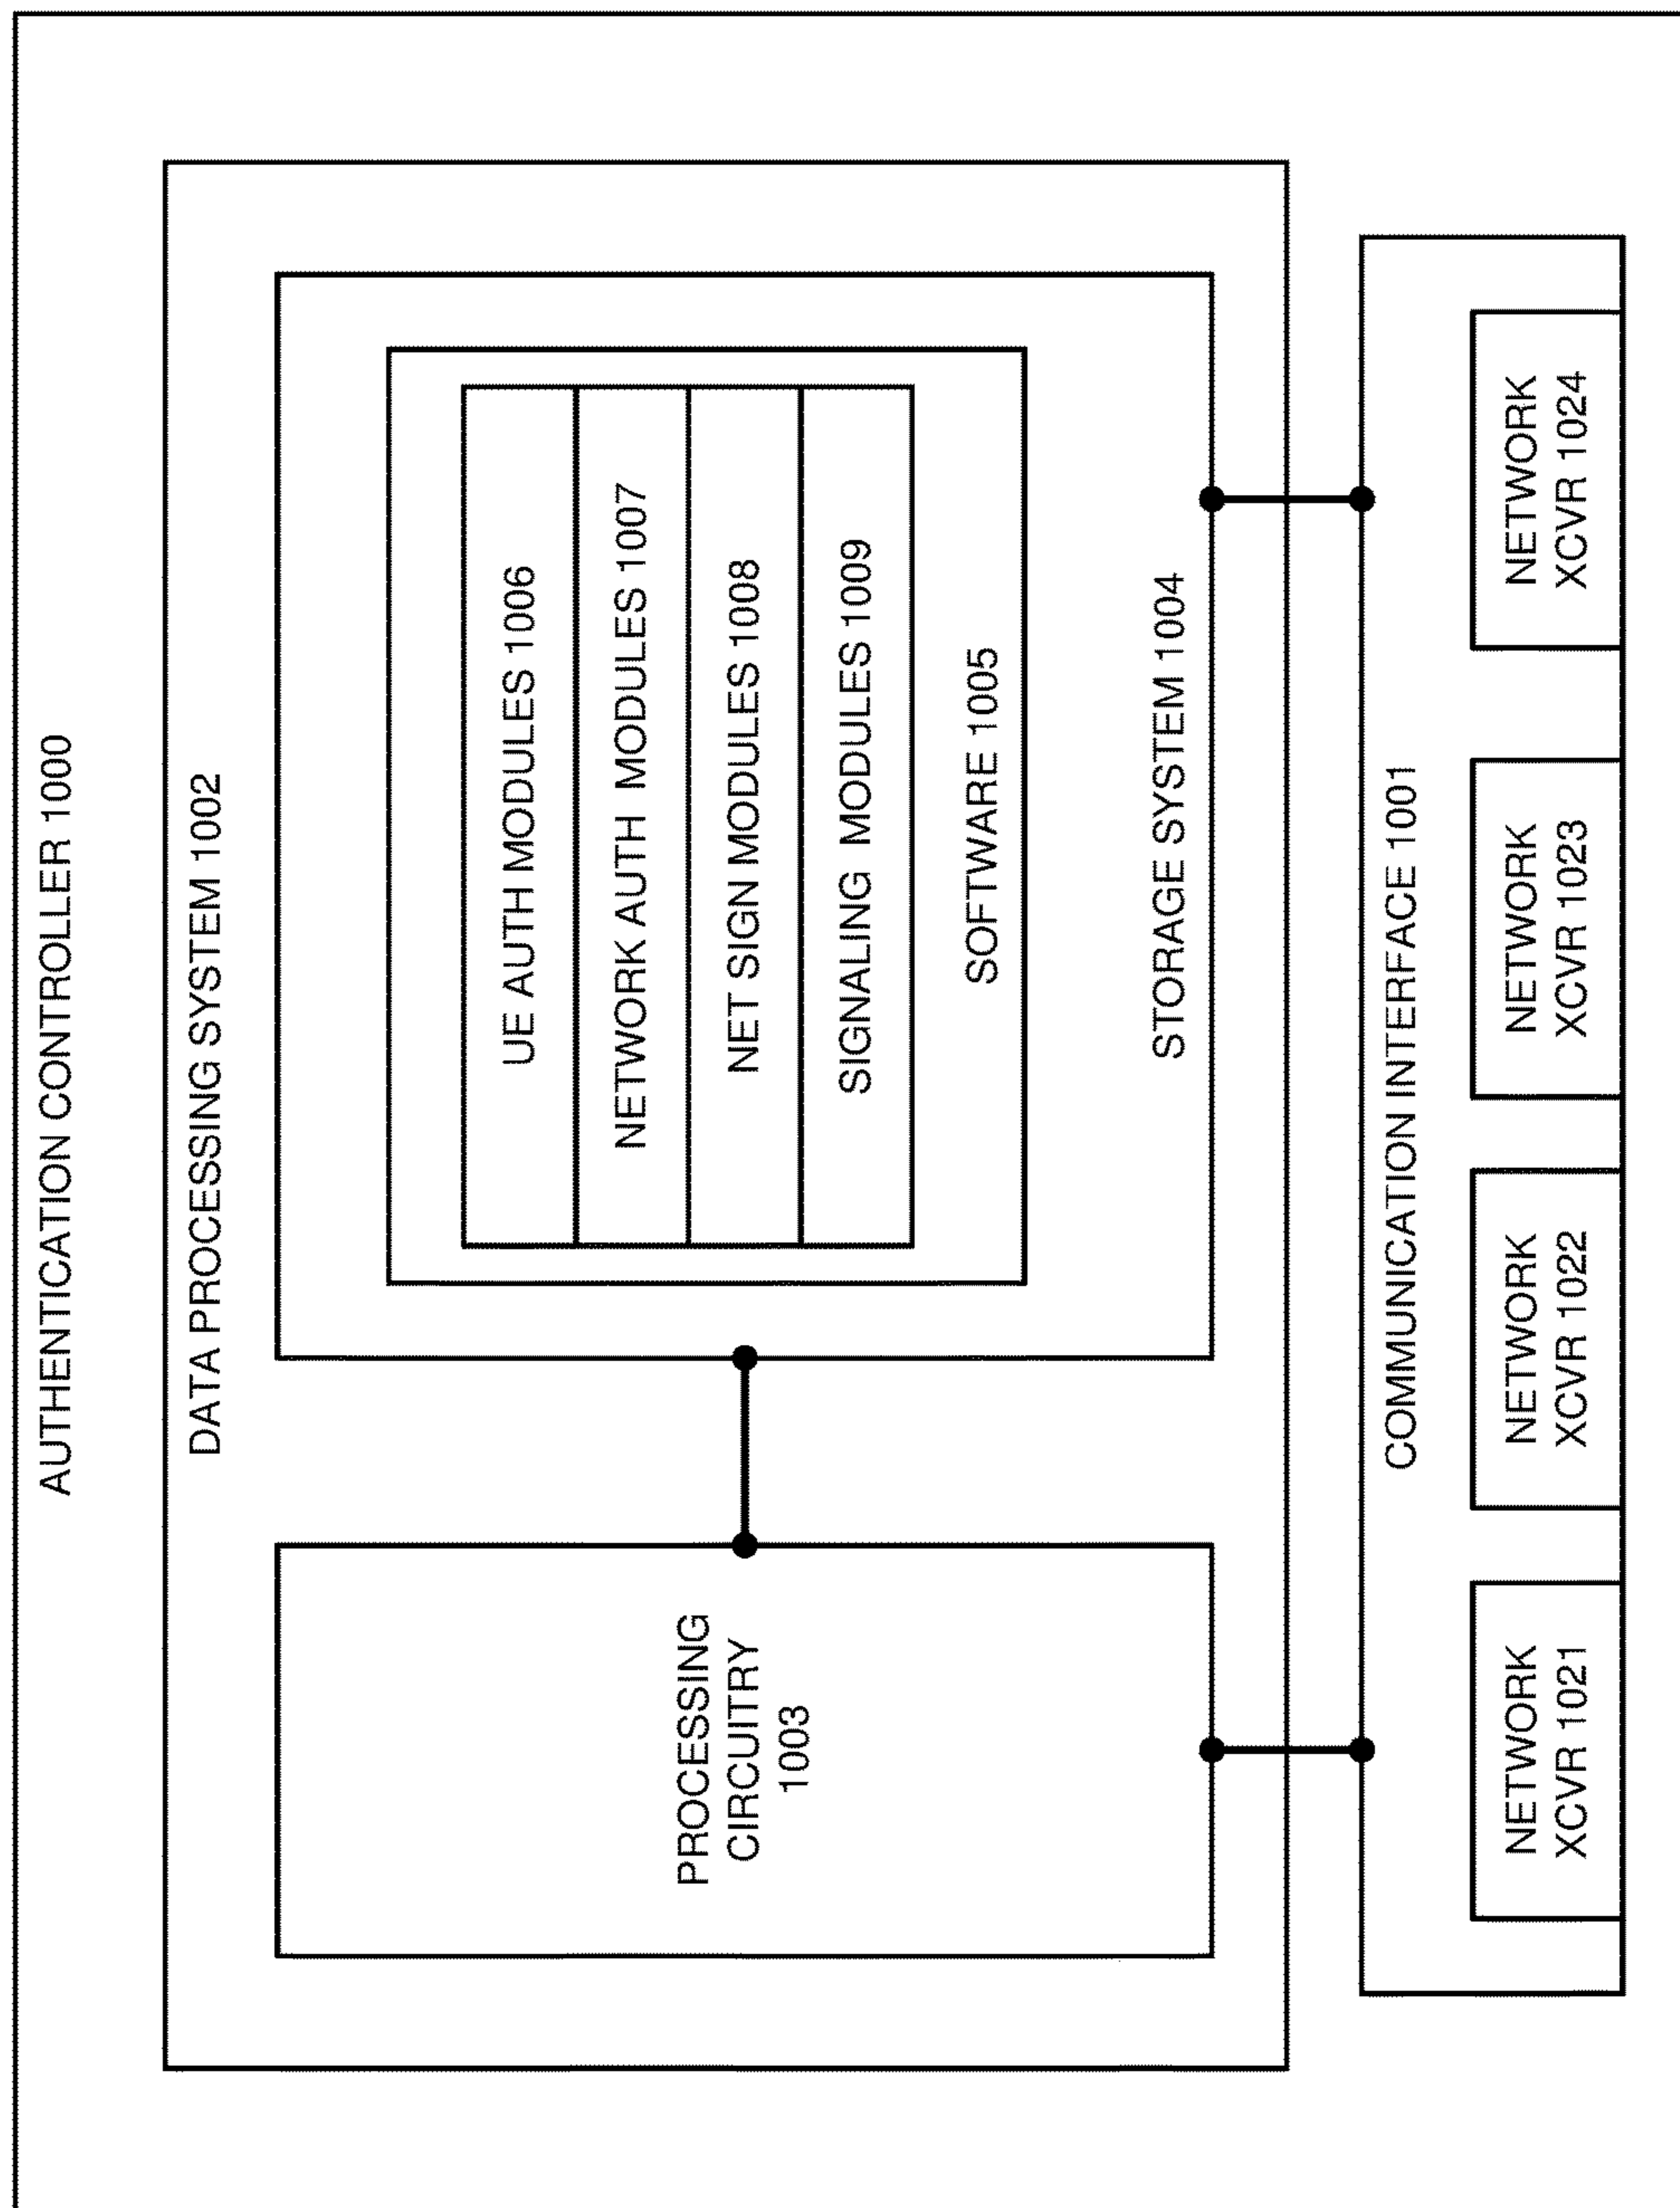 AUTHENTICATION CONTROLLER 1000
DATA PROCESSING SYSTEM 1002
PROCESSING
CIRCUITRY
1003
UE AUTH MODULES 1006
NETWORK AUTH MODULES 1007
NET SIGN MODULES 1008
SIGNALING MODULES 1009
SOFTWARE 1005
STORAGE SYSTEM 1004
COMMUNICATION INTERFACE 1001
NETWORK
XCVR 1021
NETWORK
XCVR 1022
NETWORK
XCVR 1023
NETWORK
XCVR 1024